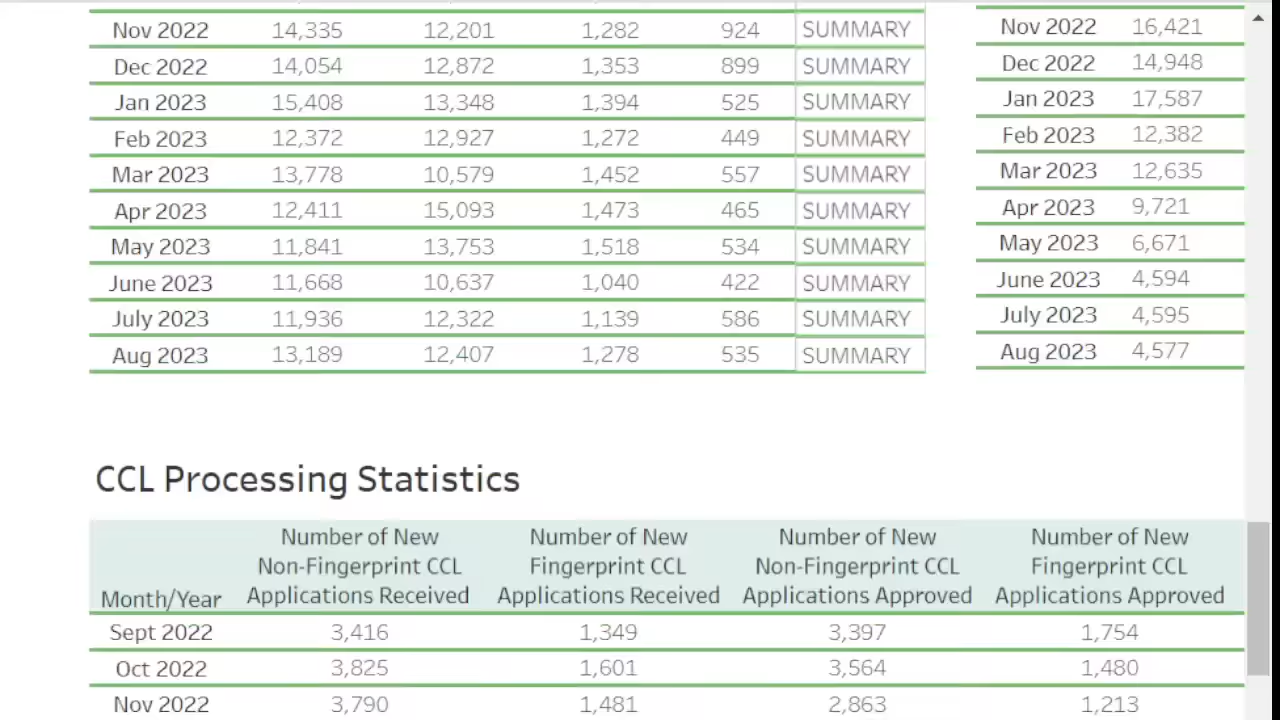 Nov 2022 14,335 12,201 1,282 924 SUMMARY
Dec 2022 14,054 12,872 1,353 899 SUMMARY
Jan 2023 15,408 13,348 1,394 525 SUMMARY
Feb 2023 12,372 12,927 1,272 449 SUMMARY
Mar 2023 13,778 10,579 1,452 557 SUMMARY
Apr 2023 12,411 15,093 1,473 465 SUMMARY
May 2023 11,841 13,753 1,518 534 SUMMARY
June 2023 11,668 10,637 1,040 422 SUMMARY
July 2023 11,936 12,322 1,139 586 SUMMARY
Aug 2023 13,189 12,407 1,278 535 SUMMARY
Nov 2022 16,421
Dec 2022 14,948
Jan 2023 17,587
Feb 2023 12,382
Mar 2023 12,635
Apr 2023 9,721
May 2023 6,671
June 2023 4,594
July 2023 4,595
Aug 2023 4,577
CCL Processing Statistics
Number of New Number of New Number of New Number of New
Non-Fingerprint CCL Fingerprint CCL Non-Fingerprint CCL Fingerprint CCL
Month/Year Applications Received Applications Received Applications Approved Applications Approved
Sept 2022 3,416 1,349 3,397 1,754
Oct 2022 3,825 1,601 3,564 1,480
Nov 2022 3,790 1,481 2,863 1,213